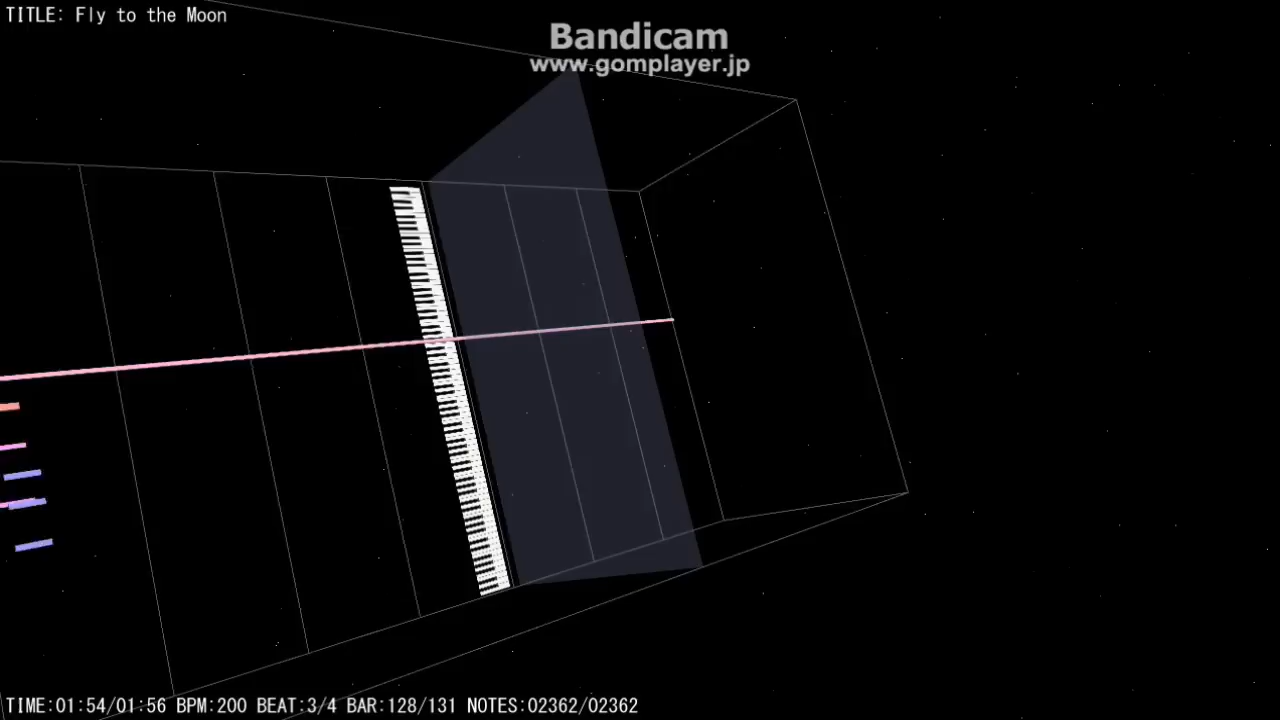 TITLE: Fly to the Moon
Bandicam
www.gomplayer.jp
TIME:01:54/01:56 BPM:200 BEAT:3/4 BAR:128/131 NOTES:02362/02362